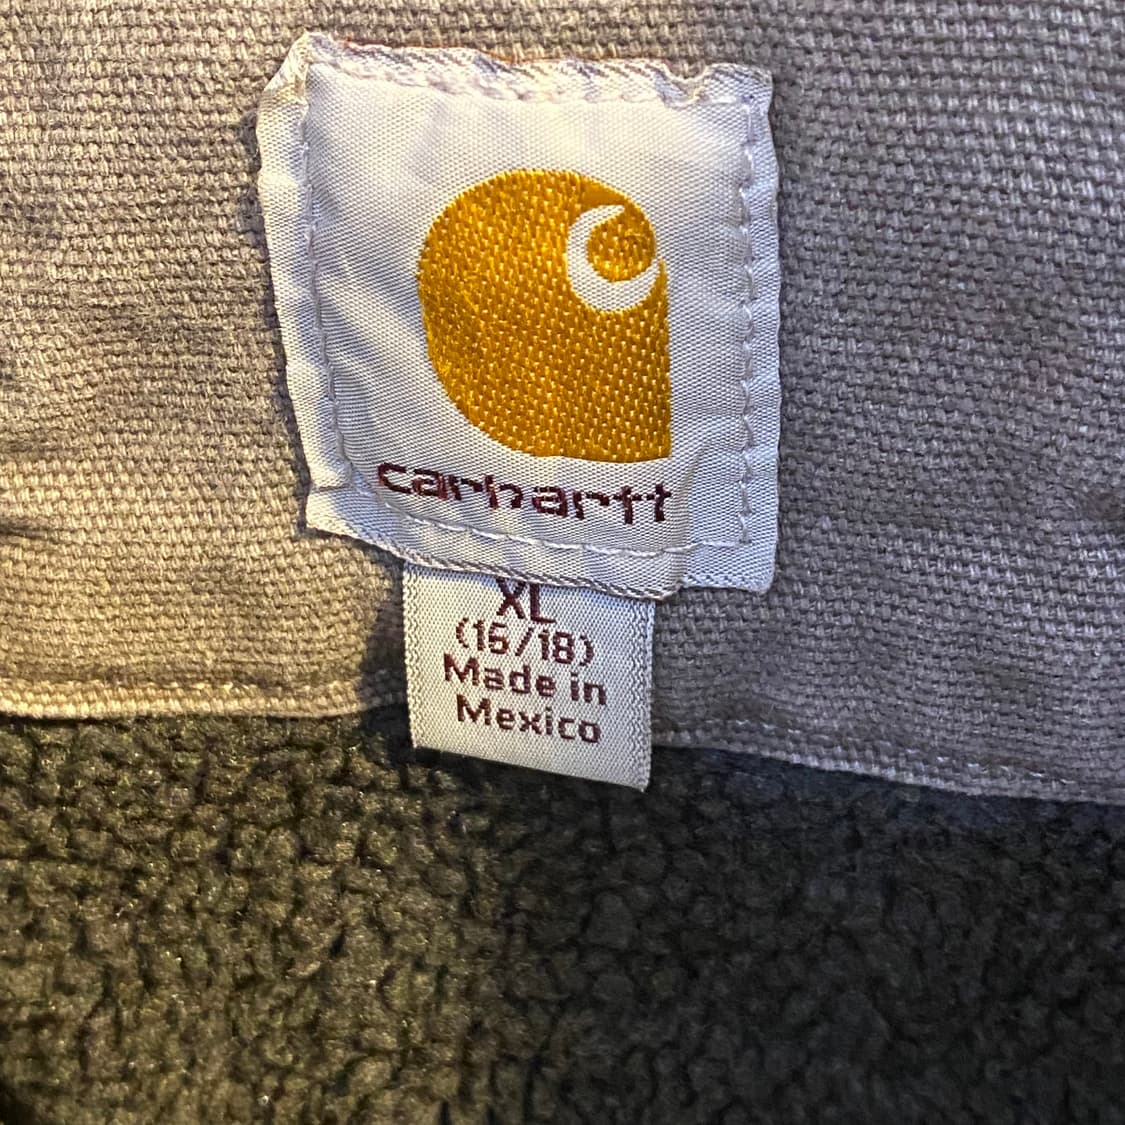 carhartt
XL
(16/18)
Made in
Mexico